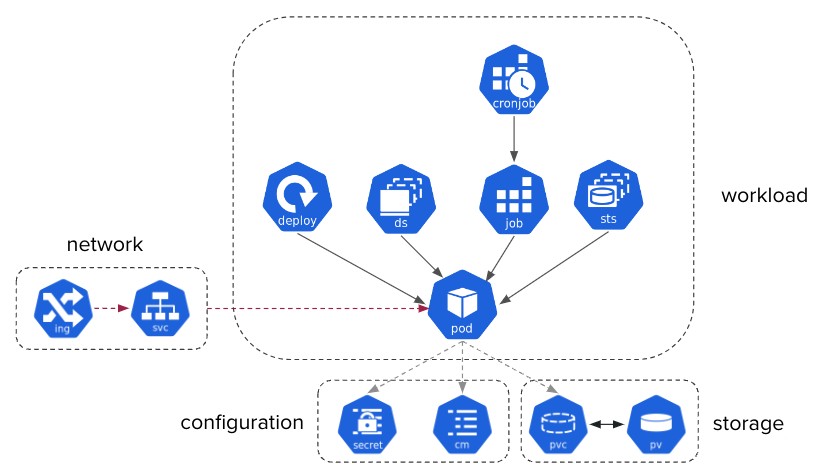 cronjob
deploy
ds
job
sts
workload
network
ing
svc
pod
configuration
secret
cm
pvc
pv
storage